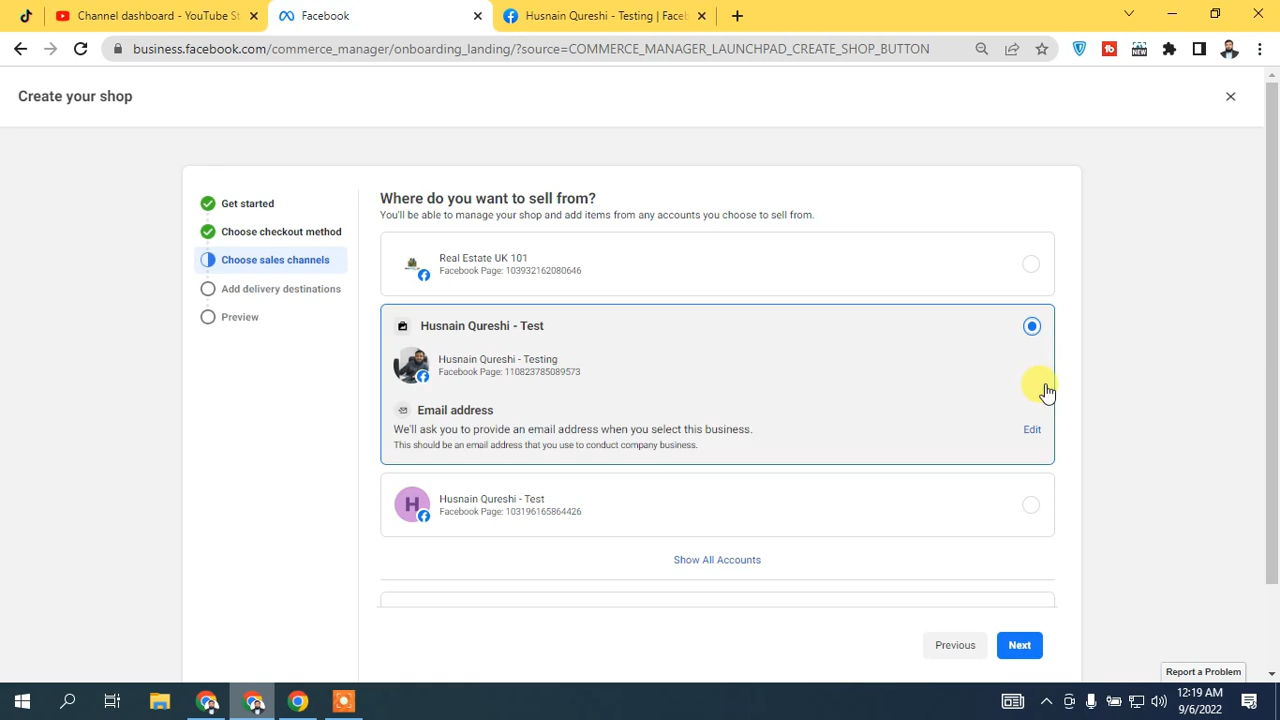 Channel dashboard - YouTube St
Facebook
Husnain Qureshi - Testing | Faceb
business.facebook.com/commerce_manager/onboarding_landing/?source=COMMERCE_MANAGER_LAUNCHPAD_CREATE_SHOP_BUTTON
Create your shop
Get started
Choose checkout method
Choose sales channels
Add delivery destinations
Preview
Where do you want to sell from?
You'll be able to manage your shop and add items from any accounts you choose to sell from.
Real Estate UK 101
Facebook Page: 103932162080646
Husnain Qureshi - Test
Husnain Qureshi - Testing
Facebook Page: 110823785089573
Email address
We'll ask you to provide an email address when you select this business.
Edit
This should be an email address that you use to conduct company business.
H
Husnain Qureshi - Test
Facebook Page: 103196165864426
Show All Accounts
Previous
Next
Report a Problem
12:19 AM
9/6/2022